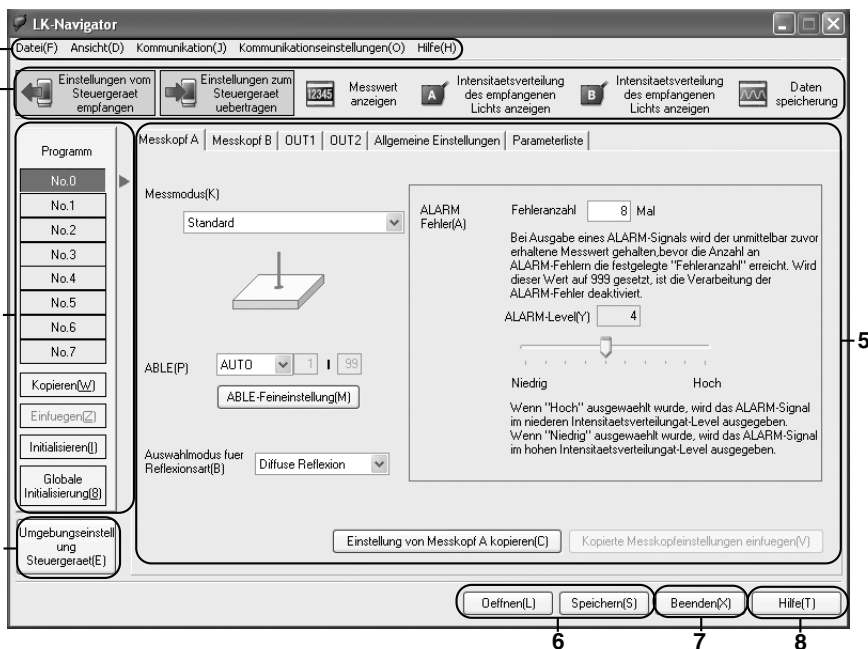 LK-Navigator
Datei(F) Ansicht(D) Kommunikation(J) Kommunikationseinstellungen(O) Hilfe(H)
Einstellungen vom
Steuergeraet
empfangen
Einstellungen zum
Steuergeraet
uebertragen
12345
Messwert
anzeigen
A
Intensitaetsverteilung
des empfangenen
Lichts anzeigen
B
Intensitaetsverteilung
des empfangenen
Lichts anzeigen
Daten
speicherung
Programm
No.0
No.1
No.2
No.3
No.4
No.5
No.6
No.7
Kopieren(W)
Einfuegen(Z)
Initialisieren(I)
Globale
Initialisierung(8)
Umgebungseinstell
ung
Steuergeraet(E)
Messkopf A Messkopf B OUT1 OUT2 Allgemeine Einstellungen Parameterliste
Messmodus(K)
Standard
ABLE(P) AUTO 1 99
ABLE-Feineinstellung(M)
Auswahlmodus fuer
Reflexionsart(B)
Diffuse Reflexion
ALARM
Fehler(A)
Fehleranzahl 8 Mal
Bei Ausgabe eines ALARM-Signals wird der unmittelbar zuvor
erhaltene Messwert gehalten,bevor die Anzahl an
ALARM-Fehlern die festgelegte "Fehleranzahl" erreicht. Wird
dieser Wert auf 999 gesetzt, ist die Verarbeitung der
ALARM-Fehler deaktiviert.
ALARM-Level(Y) 4
Niedrig Hoch
Wenn "Hoch" ausgewaehlt wurde, wird das ALARM-Signal
im niederen Intensitaetsverteilungat-Level ausgegeben.
Wenn "Niedrig" ausgewaehlt wurde, wird das ALARM-Signal
im hohen Intensitaetsverteilungat-Level ausgegeben.
5
Einstellung von Messkopf A kopieren(C) Kopierte Messkopfeinstellungen einfuegen(V)
Oeffnen(L) Speichern(S) Beenden(X) Hilfe(T)
6 7 8